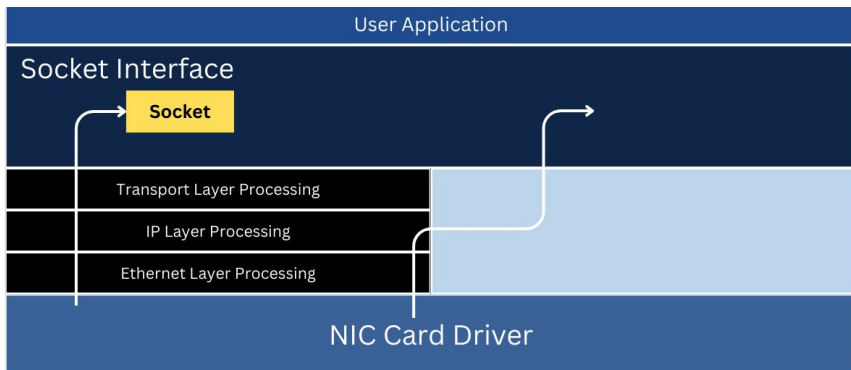 User Application
Socket Interface
Socket
Transport Layer Processing
IP Layer Processing
Ethernet Layer Processing
NIC Card Driver